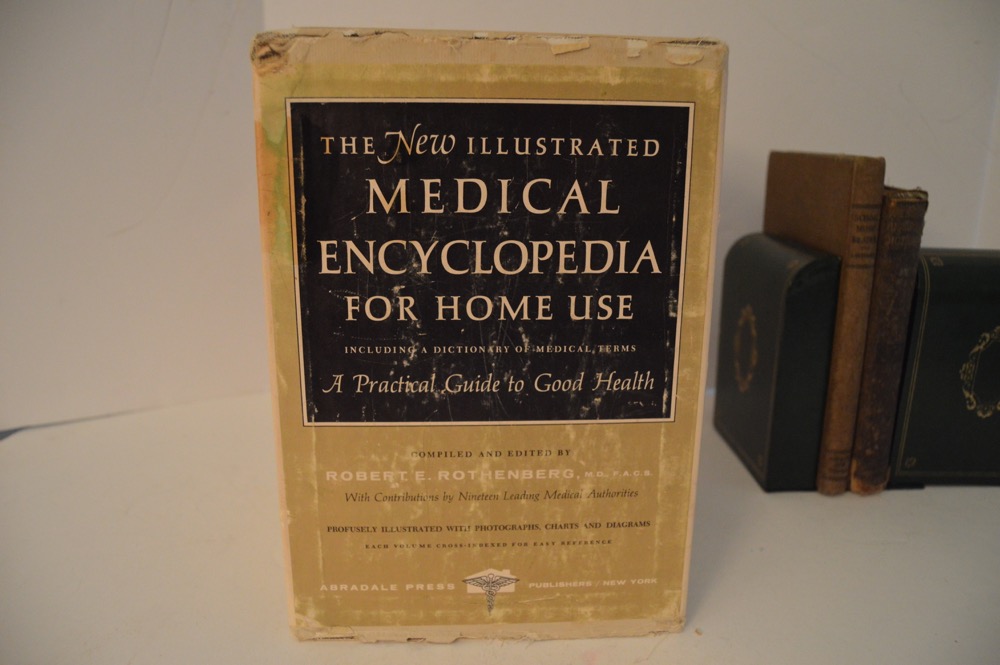 THE New ILLUSTRATED
MEDICAL
ENCYCLOPEDIA
FOR HOME USE
INCLUDING A DICTIONARY OF MEDICAL TERMS
A Practical Guide to Good Health
COMPILED AND EDITED BY
ROBERT E. ROTHENBERG, M.D., F.A.C.S.
With Contributions by Nineteen Leading Medical Authorities
PROFUSELY ILLUSTRATED WITH PHOTOGRAPHS, CHARTS AND DIAGRAMS
EACH VOLUME CROSS-INDEXED FOR EASY REFERENCE
ABRADALE PRESS PUBLISHERS NEW YORK